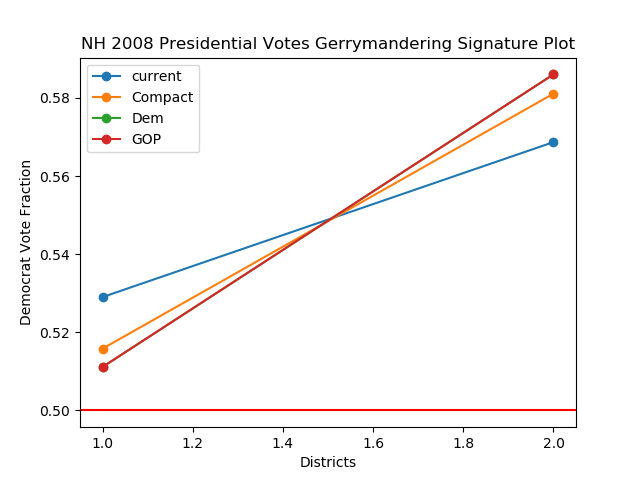 NH 2008 Presidential Votes Gerrymandering Signature Plot
current
Compact
Dem
GOP
Democrat Vote Fraction
0.58
0.56
0.54
0.52
0.50
1.0 1.2 1.4 1.6 1.8 2.0
Districts